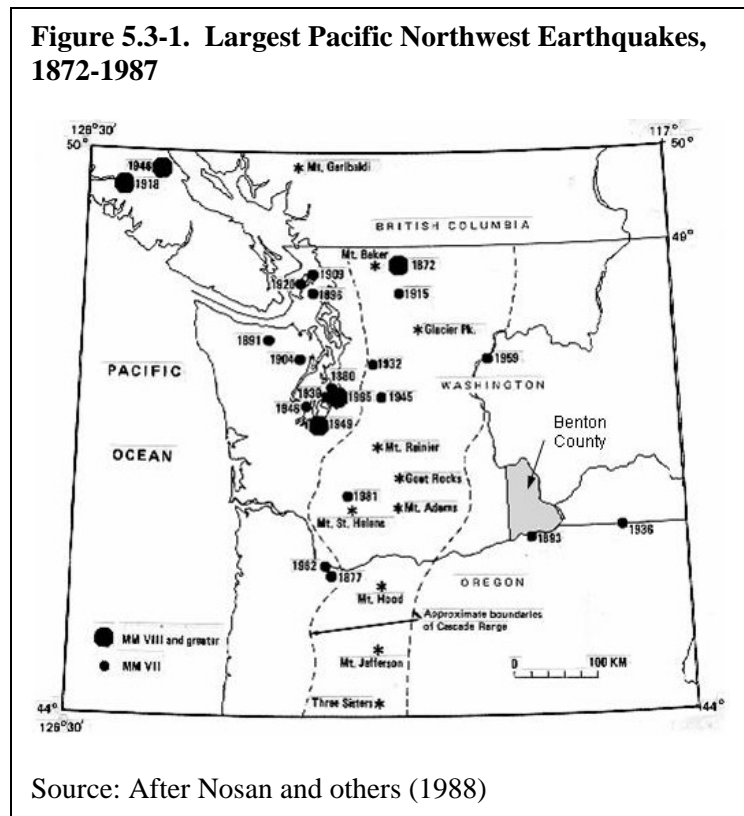 Figure 5.3-1. Largest Pacific Northwest Earthquakes,
1872-1987
126°30'
117°
50°
50°
1946
1918
Mt. Garibaldi
BRITISH COLUMBIA
49°
Mt. Baker
1872
1909
1920
1896
1915
Glacier Pk.
1891
1904
1932
1959
PACIFIC
OCEAN
WASHINGTON
1880
1939
1965
1945
1946
1949
Benton
County
Mt. Rainier
Goat Rocks
1981
Mt. Adams
Mt. St. Helens
1936
1893
1962
1877
OREGON
Mt. Hood
Approximate boundaries
of Cascade Range
MM VIII and greater
MM VII
Mt. Jefferson
0 100 KM
Three Sisters
44°
44°
126°30'
Source: After Nosan and others (1988)